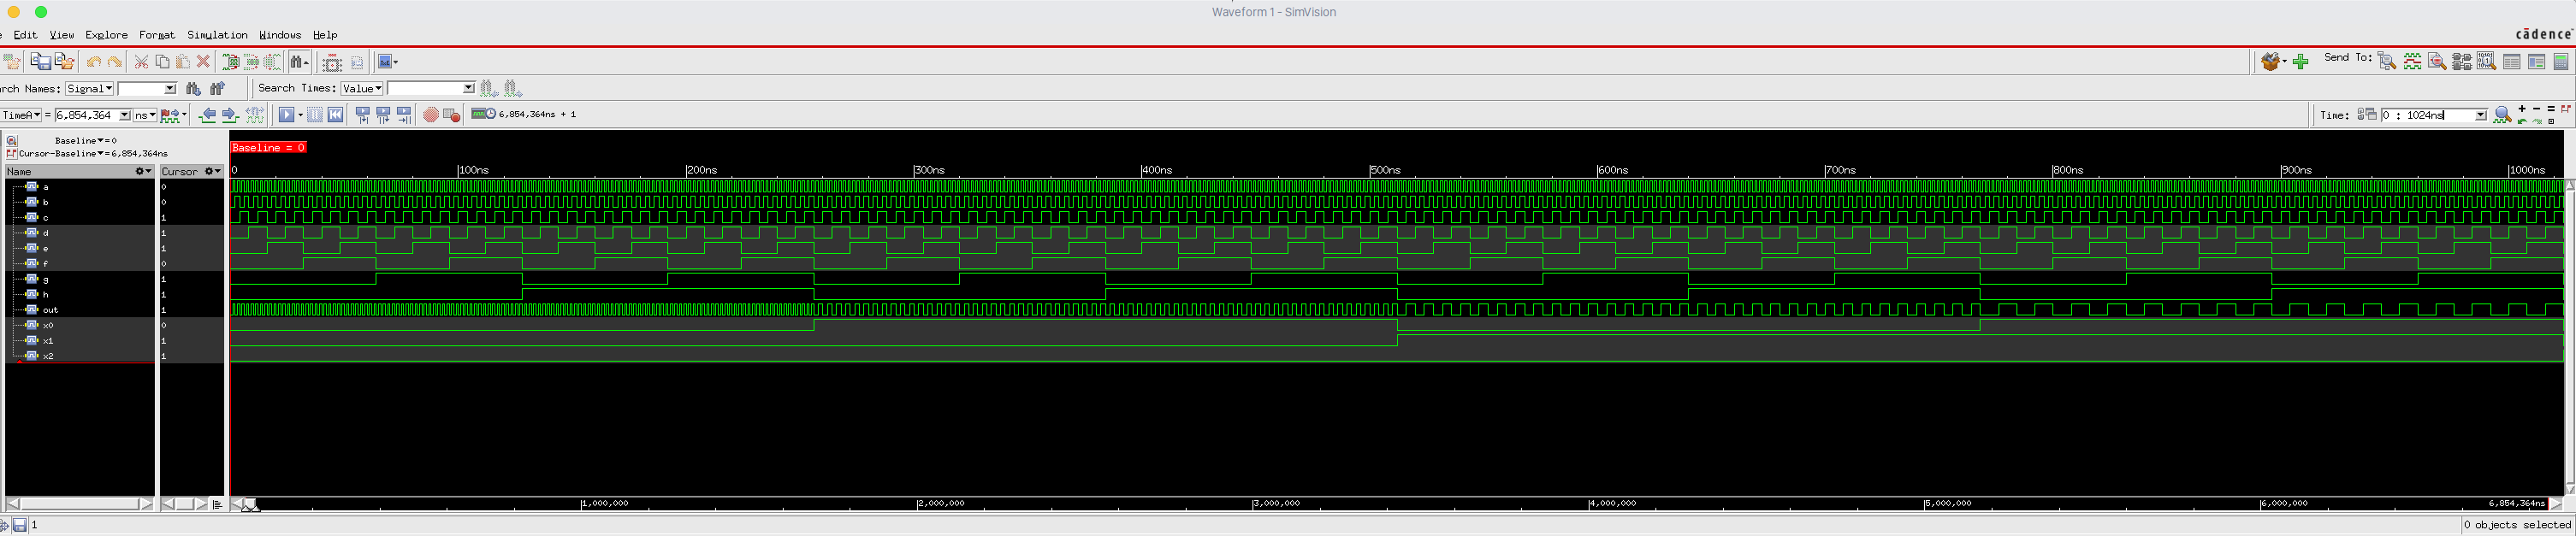 Waveform 1 - SimVision
Edit View Explore Format Simulation Windows Help
cādence
Send To:
rch Names: Signal Search Times: Value
TimeA = 6,854,364 ns 6,854,364ns + 1 Time: 0 : 1024ns
Baseline=0
Cursor-Baseline=6,854,364ns
Baseline = 0
Name Cursor 0 100ns 200ns 300ns 400ns 500ns 600ns 700ns 800ns 900ns 1000ns
a 0
b 0
c 1
d 1
e 1
f 0
g 1
h 1
out 1
x0 0
x1 1
x2 1
1,000,000 2,000,000 3,000,000 4,000,000 5,000,000 6,000,000 6,854,364ns
1 0 objects selected